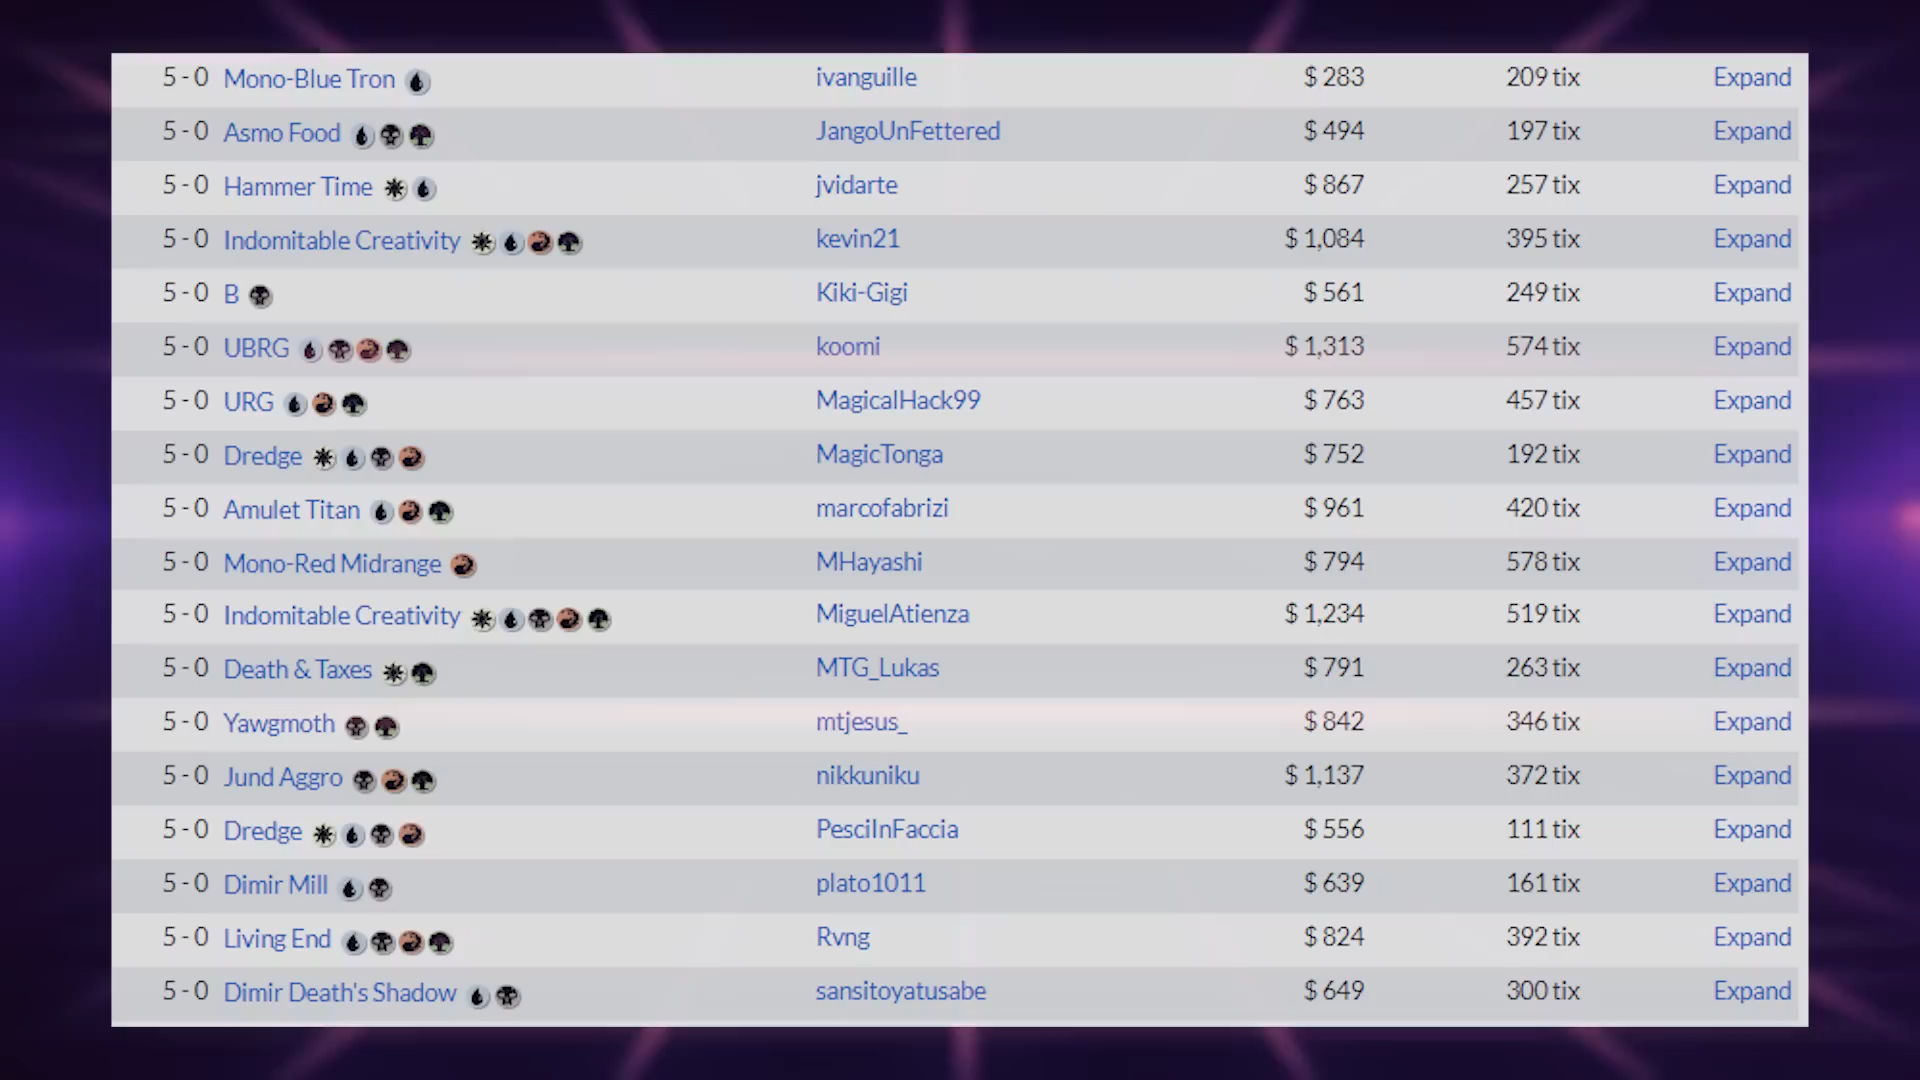 5 - 0 Mono-Blue Tron ivanguille $ 283 209 tix Expand
5 - 0 Asmo Food JangoUnFettered $ 494 197 tix Expand
5 - 0 Hammer Time jvidarte $ 867 257 tix Expand
5 - 0 Indomitable Creativity kevin21 $ 1,084 395 tix Expand
5 - 0 B Kiki-Gigi $ 561 249 tix Expand
5 - 0 UBRG koomi $ 1,313 574 tix Expand
5 - 0 URG MagicalHack99 $ 763 457 tix Expand
5 - 0 Dredge MagicTonga $ 752 192 tix Expand
5 - 0 Amulet Titan marcofabrizi $ 961 420 tix Expand
5 - 0 Mono-Red Midrange MHayashi $ 794 578 tix Expand
5 - 0 Indomitable Creativity MiguelAtienza $ 1,234 519 tix Expand
5 - 0 Death & Taxes MTG_Lukas $ 791 263 tix Expand
5 - 0 Yawgmoth mtjesus_ $ 842 346 tix Expand
5 - 0 Jund Aggro nikkuniku $ 1,137 372 tix Expand
5 - 0 Dredge PesciInFaccia $ 556 111 tix Expand
5 - 0 Dimir Mill plato1011 $ 639 161 tix Expand
5 - 0 Living End Rvng $ 824 392 tix Expand
5 - 0 Dimir Death's Shadow sansitoyatusabe $ 649 300 tix Expand